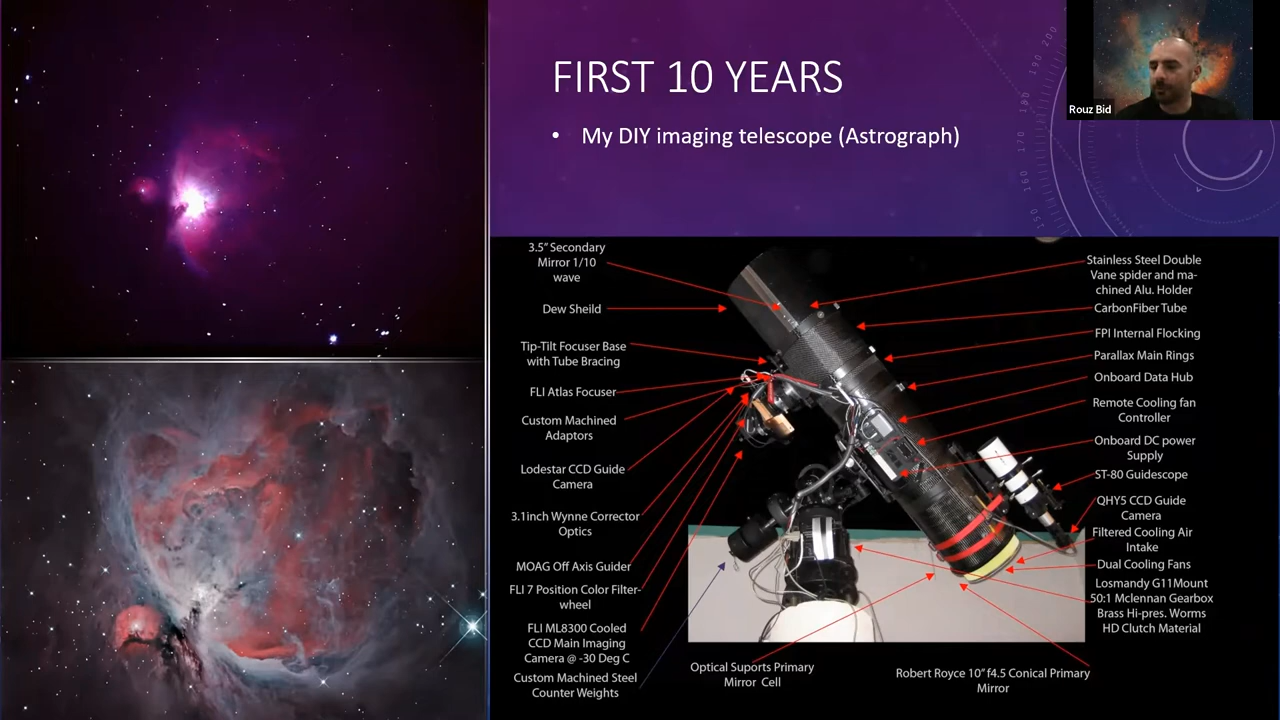 FIRST 10 YEARS
• My DIY imaging telescope (Astrograph)
Rouz Bid
150 160 170 180 190 200
3.5" Secondary
Mirror 1/10
wave
Dew Sheild
Tip-Tilt Focuser Base
with Tube Bracing
FLI Atlas Focuser
Custom Machined
Adaptors
Lodestar CCD Guide
Camera
3.1inch Wynne Corrector
Optics
MOAG Off Axis Guider
FLI 7 Position Color Filter-
wheel
FLI ML8300 Cooled
CCD Main Imaging
Camera @ -30 Deg C
Custom Machined Steel
Counter Weights
Stainless Steel Double
Vane spider and ma-
chined Alu. Holder
CarbonFiber Tube
FPI Internal Flocking
Parallax Main Rings
Onboard Data Hub
Remote Cooling fan
Controller
Onboard DC power
Supply
ST-80 Guidescope
QHY5 CCD Guide
Camera
Filtered Cooling Air
Intake
Dual Cooling Fans
Losmandy G11Mount
50:1 Mclennan Gearbox
Brass Hi-pres. Worms
HD Clutch Material
Optical Suports Primary
Mirror Cell
Robert Royce 10" f4.5 Conical Primary
Mirror